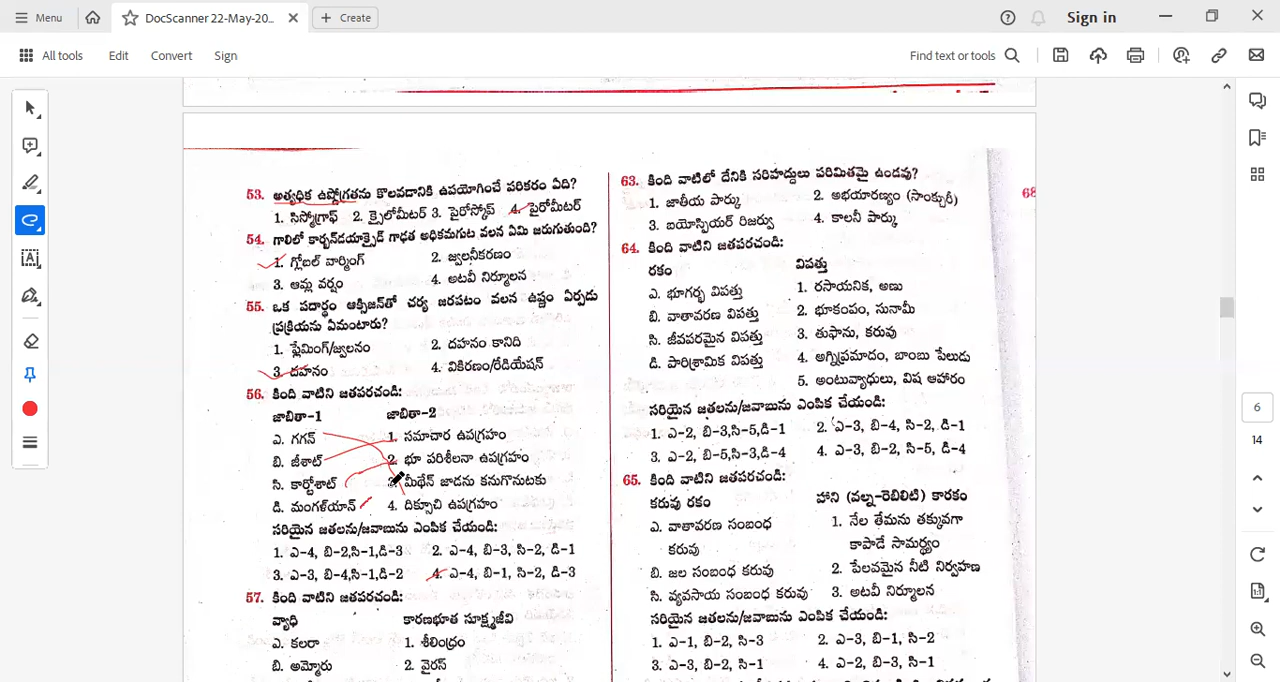 Menu
DocScanner 22-May-20...
Create
Sign in
All tools
Edit
Convert
Sign
Find text or tools
53. అత్యధిక ఉష్ణోగ్రతను కొలవడానికి ఉపయోగించే పరికరం ఏది?
1. సిస్మోగ్రాఫ్ 2. క్రైలోమీటర్ 3. పైరోస్కోప్ 4. పైరోమీటర్
54. గాలిలో కార్బన్‌డయాక్సైడ్ గాఢత అధికమగుట వలన ఏమి జరుగుతుంది?
1. గ్లోబల్ వార్మింగ్ 2. జ్వలనీకరణం
3. ఆమ్ల వర్షం 4. అటవీ నిర్మూలన
55. ఒక పదార్థం ఆక్సిజన్‌తో చర్య జరపటం వలన ఉష్ణం ఏర్పడు
ప్రక్రియను ఏమంటారు?
1. ఫ్లేమింగ్/జ్వలనం 2. దహనం కానిది
3. దహనం 4. వికిరణం/రేడియేషన్
56. కింది వాటిని జతపరచండి:
జాబితా-1 జాబితా-2
ఎ. గగన్ 1. సమాచార ఉపగ్రహం
బి. జీశాట్ 2. భూ పరిశీలనా ఉపగ్రహం
సి. కార్టోశాట్ 3. మీథేన్ జాడను కనుగొనుటకు
డి. మంగళ్‌యాన్ 4. దిక్సూచి ఉపగ్రహం
సరియైన జతలను/జవాబును ఎంపిక చేయండి:
1. ఎ-4, బి-2,సి-1,డి-3 2. ఎ-4, బి-3, సి-2, డి-1
3. ఎ-3, బి-4,సి-1,డి-2 4. ఎ-4, బి-1, సి-2, డి-3
57. కింది వాటిని జతపరచండి:
వ్యాధి కారణభూత సూక్ష్మజీవి
ఎ. కలరా 1. శీలింధ్రం
బి. అమ్మోరు 2. వైరస్
63. కింది వాటిలో దేనికి సరిహద్దులు పరిమితమై ఉండవు?
1. జాతీయ పార్కు 2. అభయారణ్యం (సాంక్చురీ)
3. బయోస్పియర్ రిజర్వు 4. కాలనీ పార్కు
64. కింది వాటిని జతపరచండి:
రకం విపత్తు
ఎ. భూగర్భ విపత్తు 1. రసాయనిక, అణు
బి. వాతావరణ విపత్తు 2. భూకంపం, సునామీ
సి. జీవపరమైన విపత్తు 3. తుఫాను, కరువు
డి. పారిశ్రామిక విపత్తు 4. అగ్నిప్రమాదం, బాంబు పేలుడు
5. అంటువ్యాధులు, విష ఆహారం
సరియైన జతలను/జవాబును ఎంపిక చేయండి:
1. ఎ-2, బి-3,సి-5,డి-1 2. ఎ-3, బి-4, సి-2, డి-1
3. ఎ-2, బి-5,సి-3,డి-4 4. ఎ-3, బి-2, సి-5, డి-4
65. కింది వాటిని జతపరచండి:
కరువు రకం హాని (వల్న-రెబిలిటి) కారకం
ఎ. వాతావరణ సంబంధ 1. నేల తేమను తక్కువగా
కరువు కాపాడే సామర్థ్యం
బి. జల సంబంధ కరువు 2. పేలవమైన నీటి నిర్వహణ
సి. వ్యవసాయ సంబంధ కరువు 3. అటవీ నిర్మూలన
సరియైన జతలను/జవాబును ఎంపిక చేయండి:
1. ఎ-1, బి-2, సి-3 2. ఎ-3, బి-1, సి-2
3. ఎ-3, బి-2, సి-1 4. ఎ-2, బి-3, సి-1
68
6
14